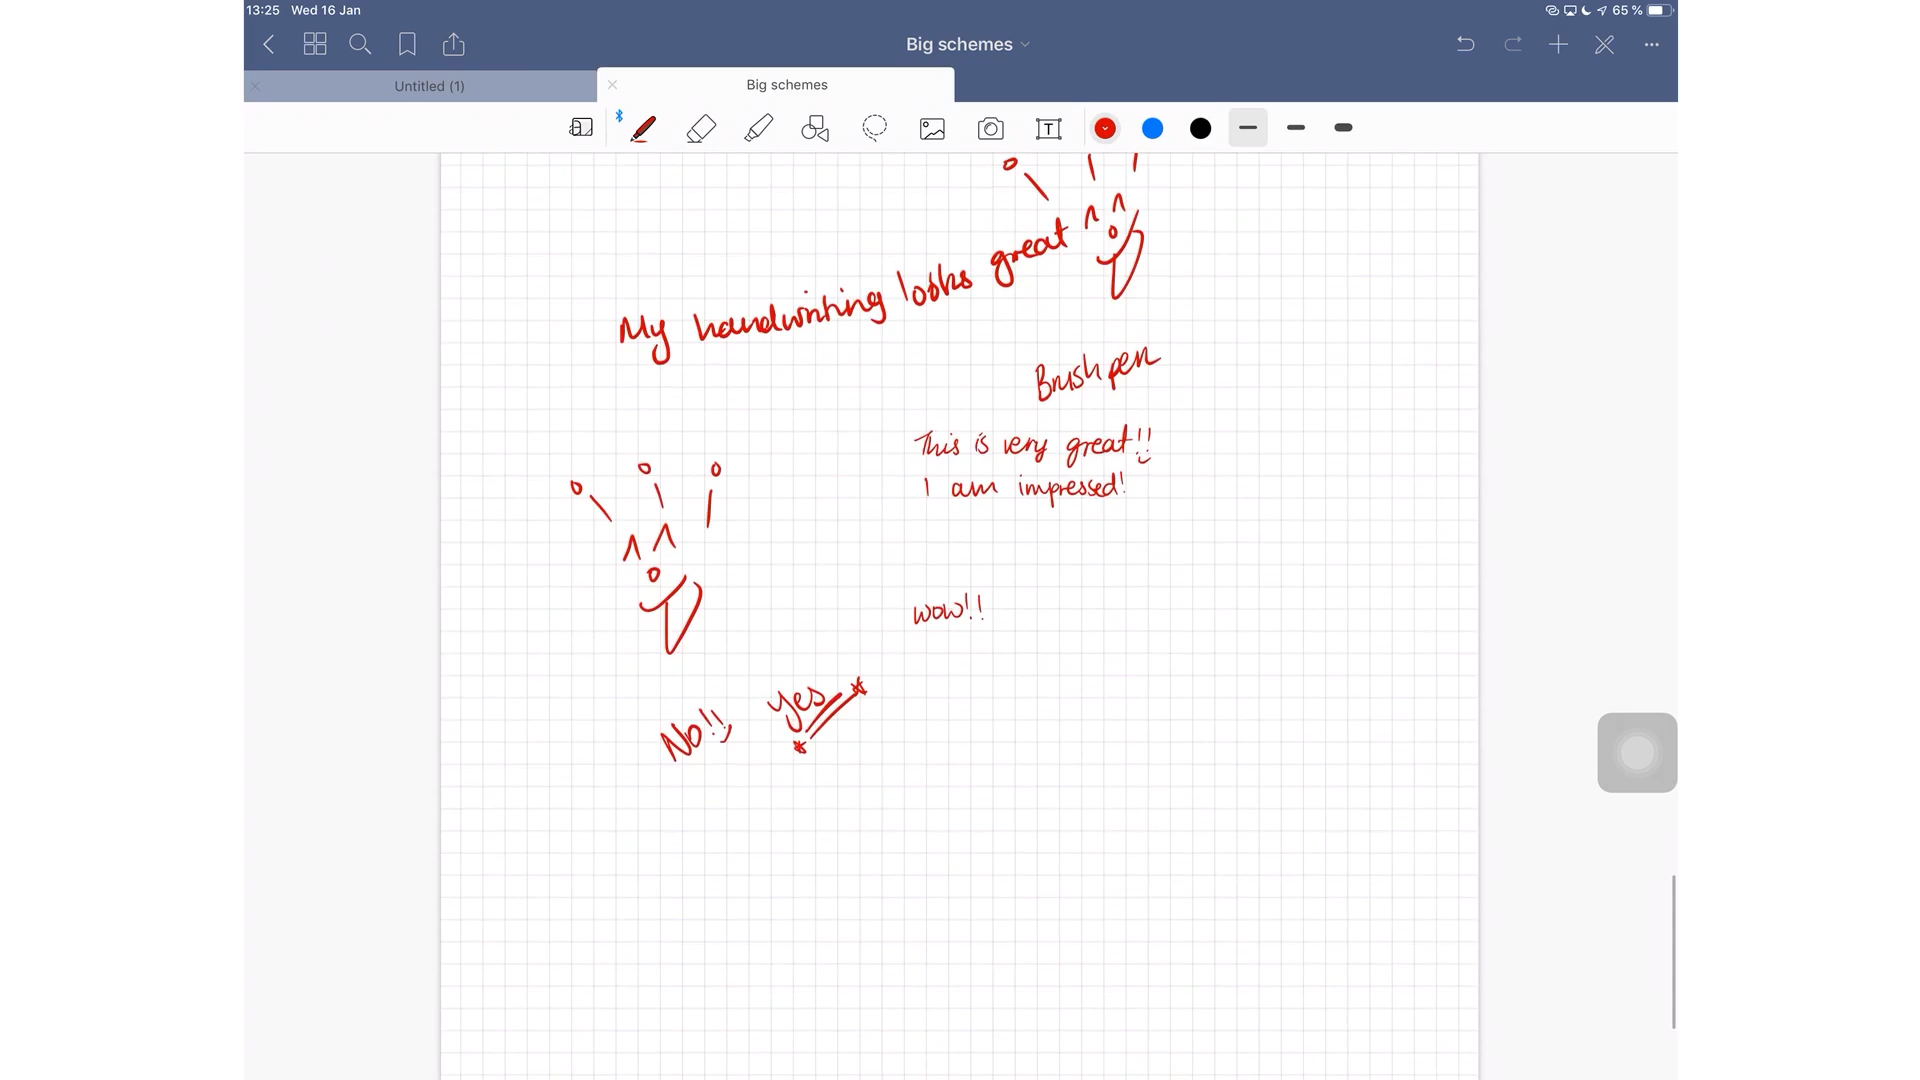 13:25 Wed 16 Jan
65 %
Big schemes
Untitled (1)
Big schemes
T
My handwriting looks great
Brush pen
This is very great!!
I am impressed!
wow!!
No!!
yes